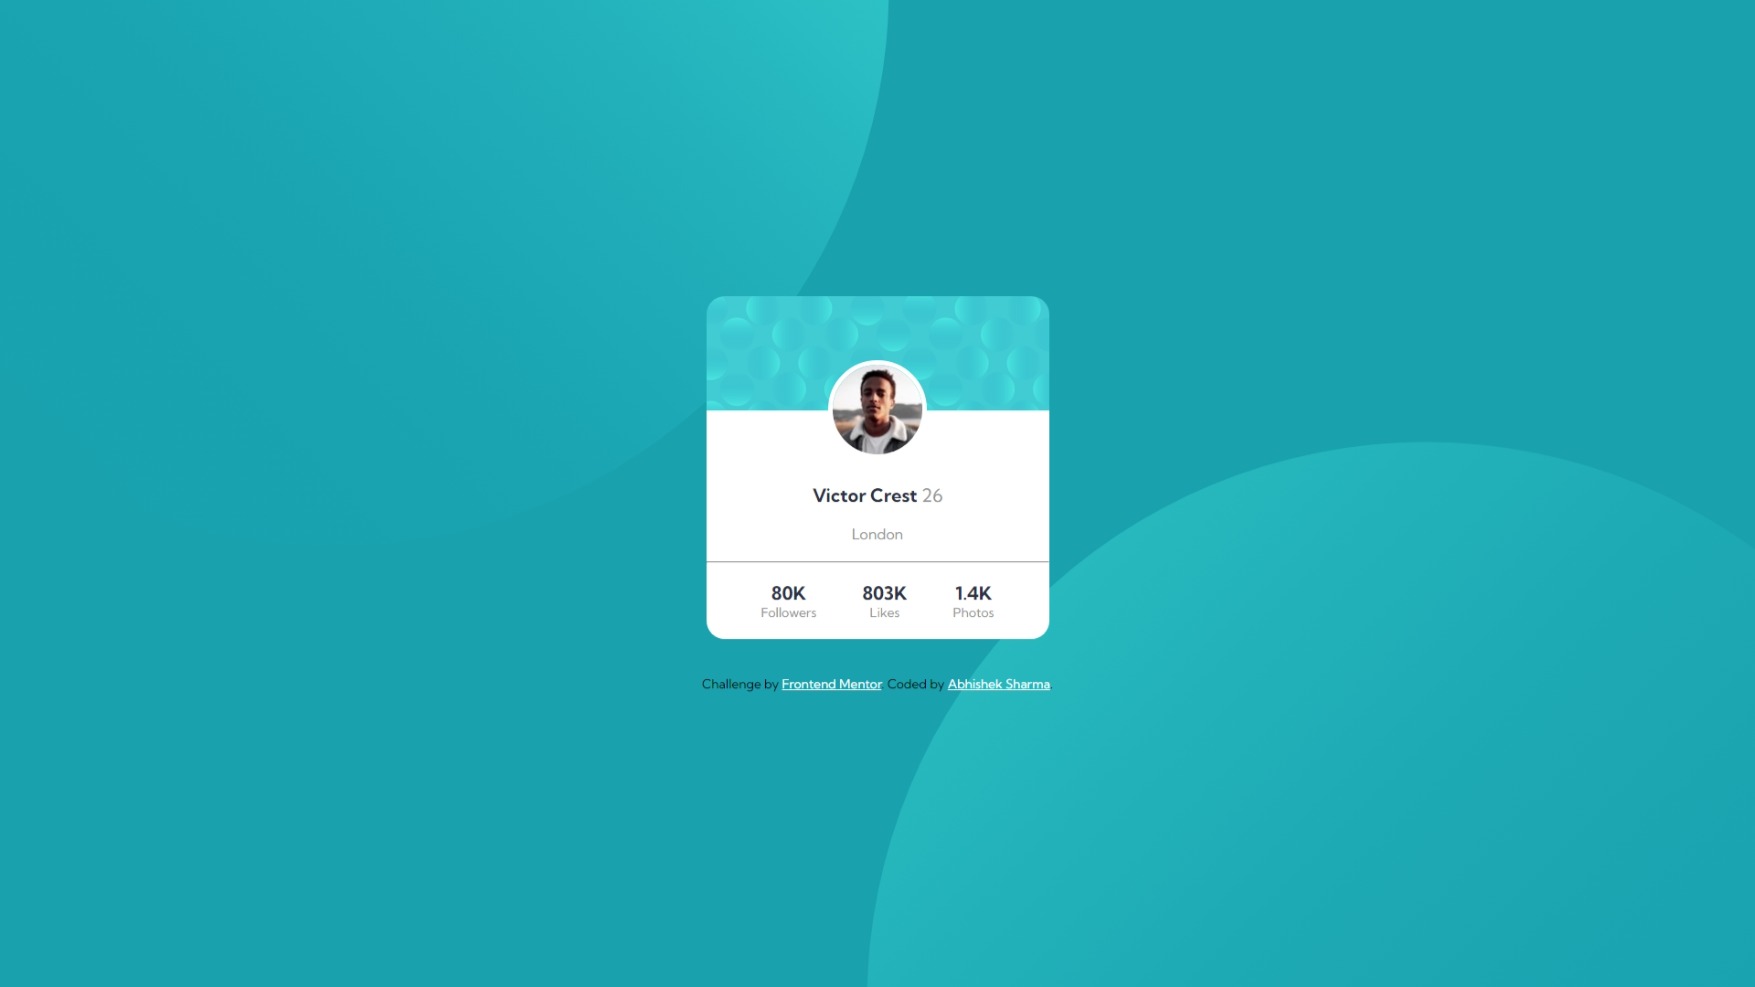 Victor Crest 26
London
80K 803K 1.4K
Followers Likes Photos
Challenge by Frontend Mentor. Coded by Abhishek Sharma.